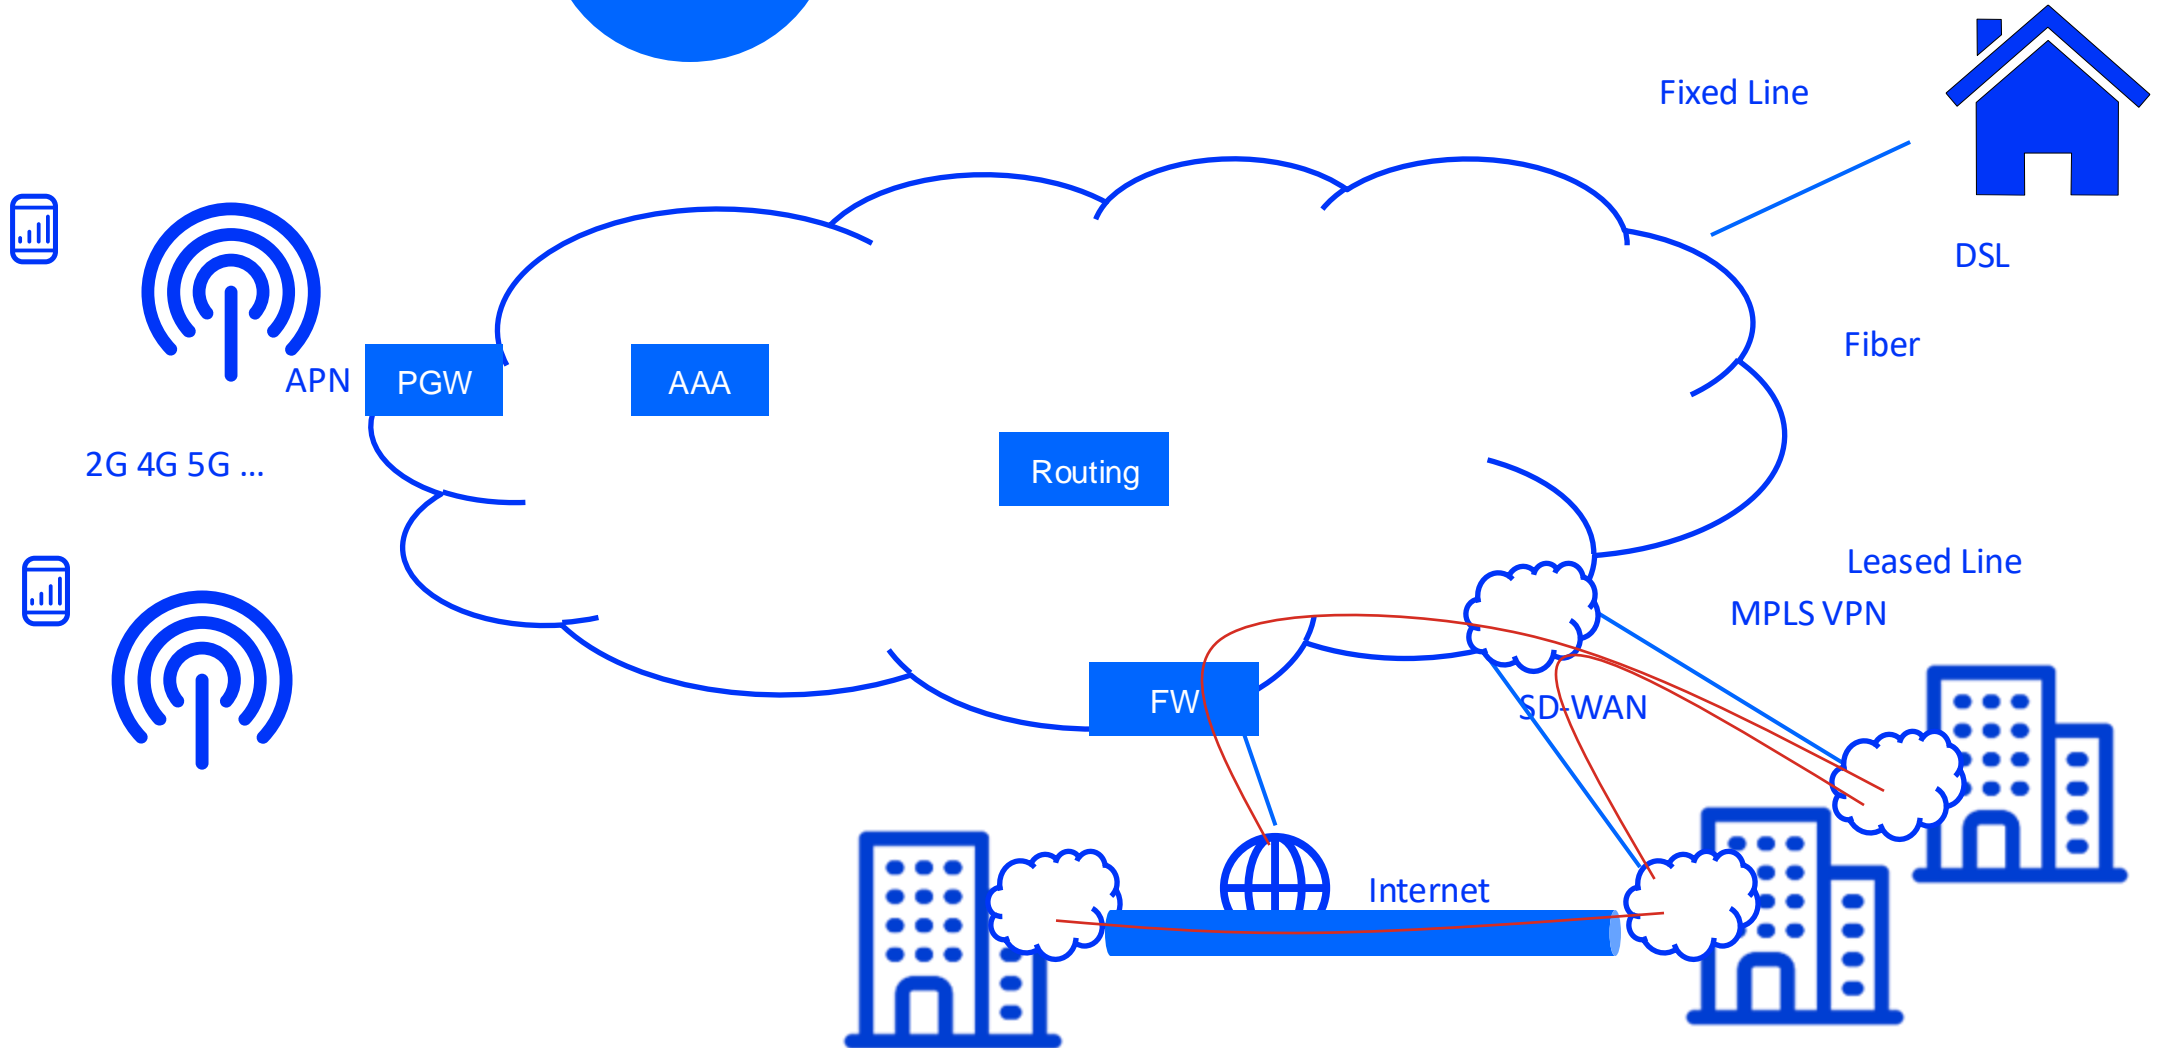 Fixed Line
DSL
Fiber
APN
PGW
AAA
2G 4G 5G ...
Routing
Leased Line
MPLS VPN
FW
SD-WAN
Internet